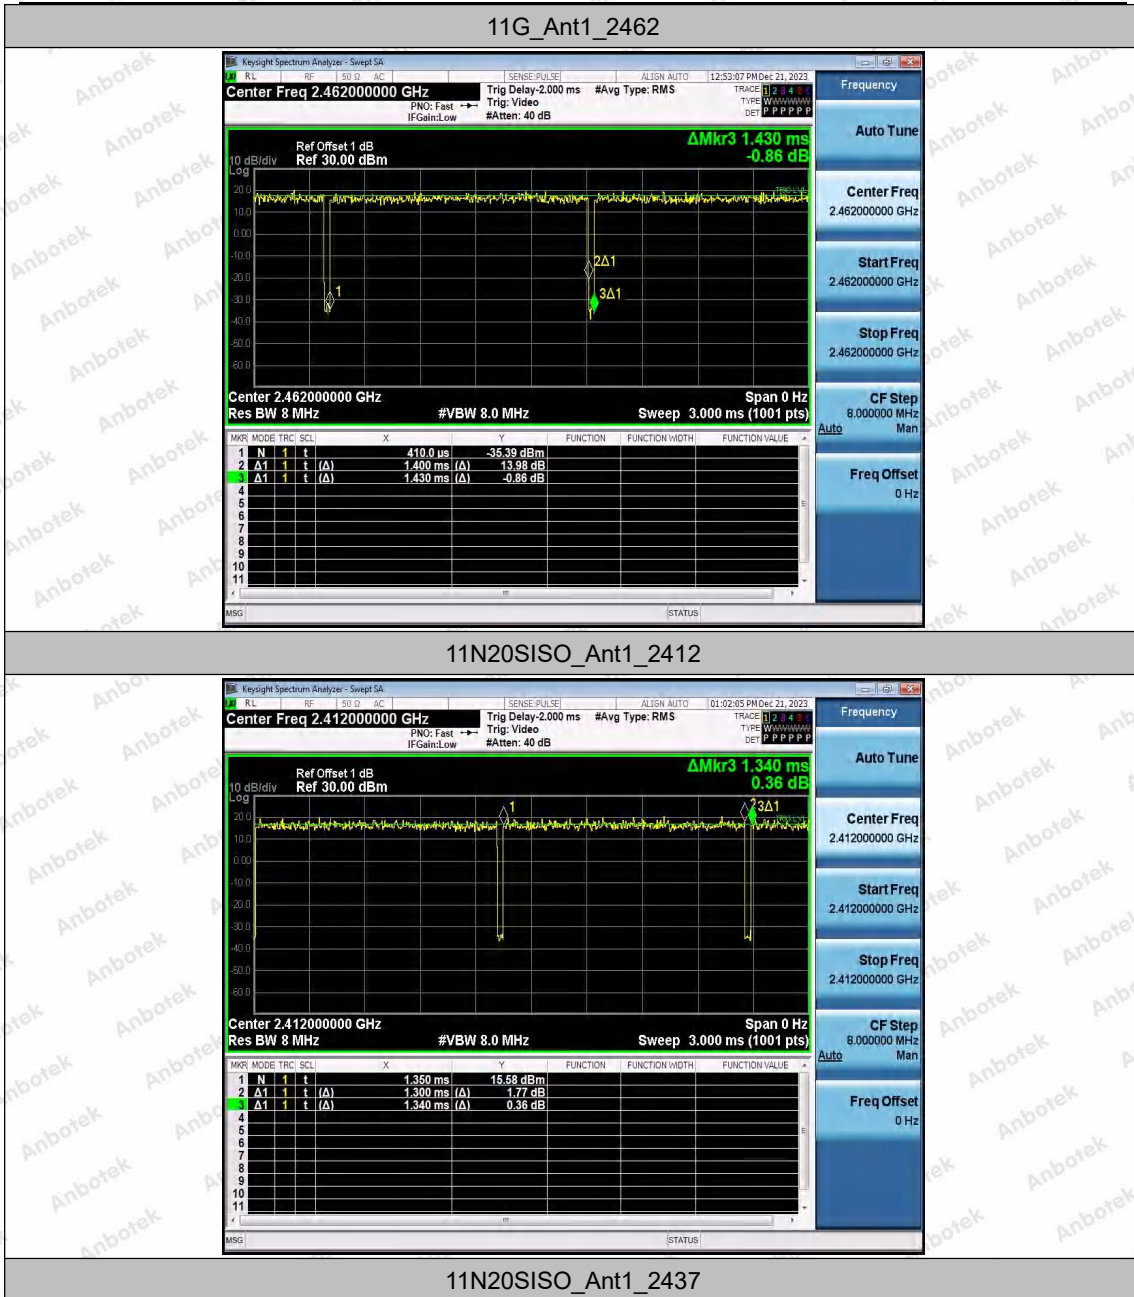 11G_Ant1_2462
Keysight Spectrum Analyzer - Swept SA
RL RF 50 Ω AC SENSE:PULSE ALIGN AUTO 12:53:07 PM Dec 21, 2023
Center Freq 2.462000000 GHz Trig Delay-2.000 ms #Avg Type: RMS TRACE 1 2 3 4 5 6
PNO: Fast Trig: Video TYPE WWWWWW
IFGain:Low #Atten: 40 dB DET P P P P P P
Frequency
ΔMkr3 1.430 ms
-0.86 dB
Ref Offset 1 dB
10 dB/div Ref 30.00 dBm
Log
20.0
10.0
0.00
-10.0
-20.0
-30.0
-40.0
-50.0
-60.0
TRIG LVL
1
2Δ1
3Δ1
Center 2.462000000 GHz Span 0 Hz
Res BW 8 MHz #VBW 8.0 MHz Sweep 3.000 ms (1001 pts)
MKR MODE TRC SCL X Y FUNCTION FUNCTION WIDTH FUNCTION VALUE
1 N 1 t 410.0 µs -35.39 dBm
2 Δ1 1 t (Δ) 1.400 ms (Δ) 13.98 dB
3 Δ1 1 t (Δ) 1.430 ms (Δ) -0.86 dB
4
5
6
7
8
9
10
11
MSG STATUS
Auto Tune
Center Freq
2.462000000 GHz
Start Freq
2.462000000 GHz
Stop Freq
2.462000000 GHz
CF Step
8.000000 MHz
Auto Man
Freq Offset
0 Hz
11N20SISO_Ant1_2412
Keysight Spectrum Analyzer - Swept SA
RL RF 50 Ω AC SENSE:PULSE ALIGN AUTO 01:02:05 PM Dec 21, 2023
Center Freq 2.412000000 GHz Trig Delay-2.000 ms #Avg Type: RMS TRACE 1 2 3 4 5 6
PNO: Fast Trig: Video TYPE WWWWWW
IFGain:Low #Atten: 40 dB DET P P P P P P
Frequency
ΔMkr3 1.340 ms
0.36 dB
Ref Offset 1 dB
10 dB/div Ref 30.00 dBm
Log
20.0
10.0
0.00
-10.0
-20.0
-30.0
-40.0
-50.0
-60.0
TRIG LVL
1
3Δ1
Center 2.412000000 GHz Span 0 Hz
Res BW 8 MHz #VBW 8.0 MHz Sweep 3.000 ms (1001 pts)
MKR MODE TRC SCL X Y FUNCTION FUNCTION WIDTH FUNCTION VALUE
1 N 1 t 1.350 ms 15.58 dBm
2 Δ1 1 t (Δ) 1.300 ms (Δ) 1.77 dB
3 Δ1 1 t (Δ) 1.340 ms (Δ) 0.36 dB
4
5
6
7
8
9
10
11
MSG STATUS
Auto Tune
Center Freq
2.412000000 GHz
Start Freq
2.412000000 GHz
Stop Freq
2.412000000 GHz
CF Step
8.000000 MHz
Auto Man
Freq Offset
0 Hz
11N20SISO_Ant1_2437
Anbotek